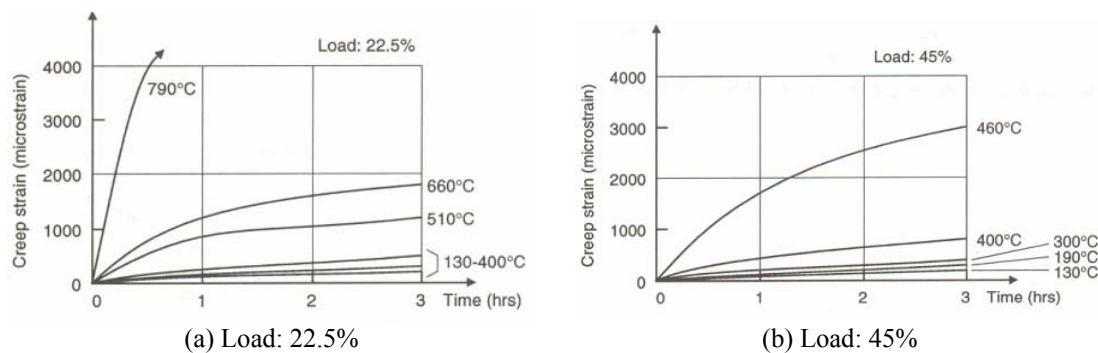 Load: 22.5%
4000
3000
2000
1000
0
Creep strain (microstrain)
790°C
660°C
510°C
130-400°C
0
1
2
3
Time (hrs)
(a) Load: 22.5%
Load: 45%
4000
3000
2000
1000
0
Creep strain (microstrain)
460°C
400°C
300°C
190°C
130°C
0
1
2
3
Time (hrs)
(b) Load: 45%